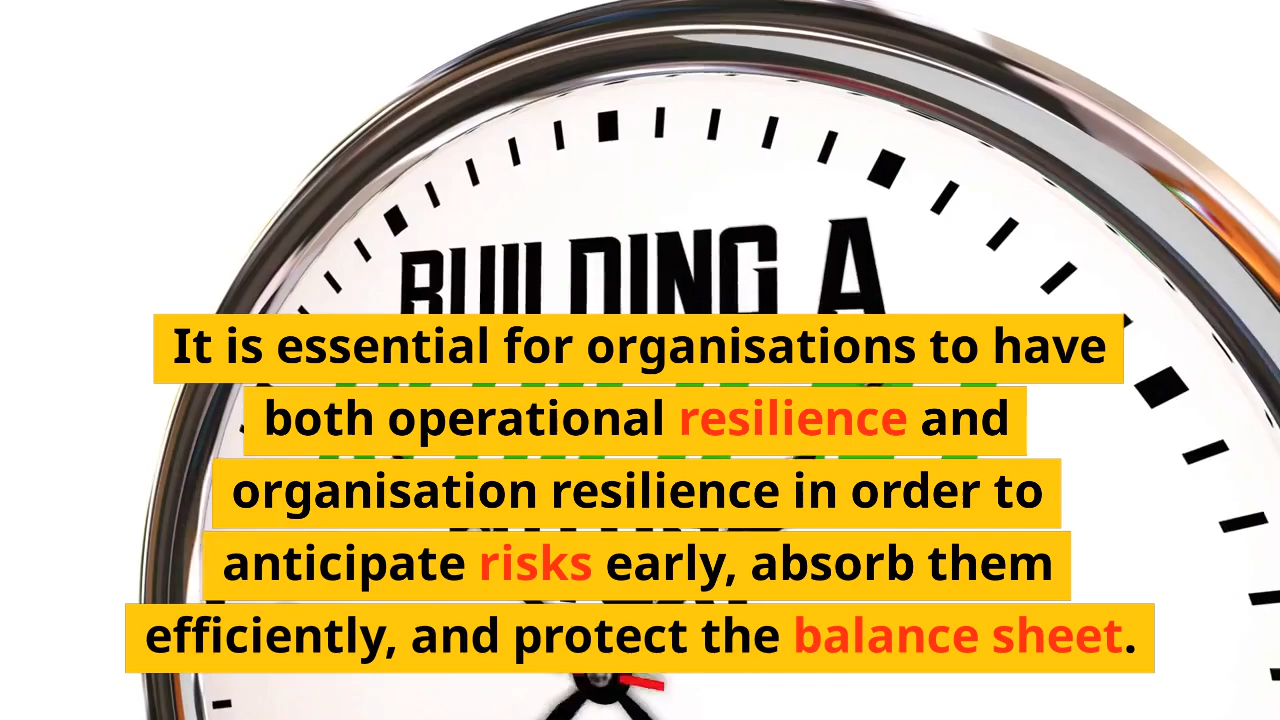 BUILDING A
It is essential for organisations to have
both operational resilience and
organisation resilience in order to
anticipate risks early, absorb them
efficiently, and protect the balance sheet.